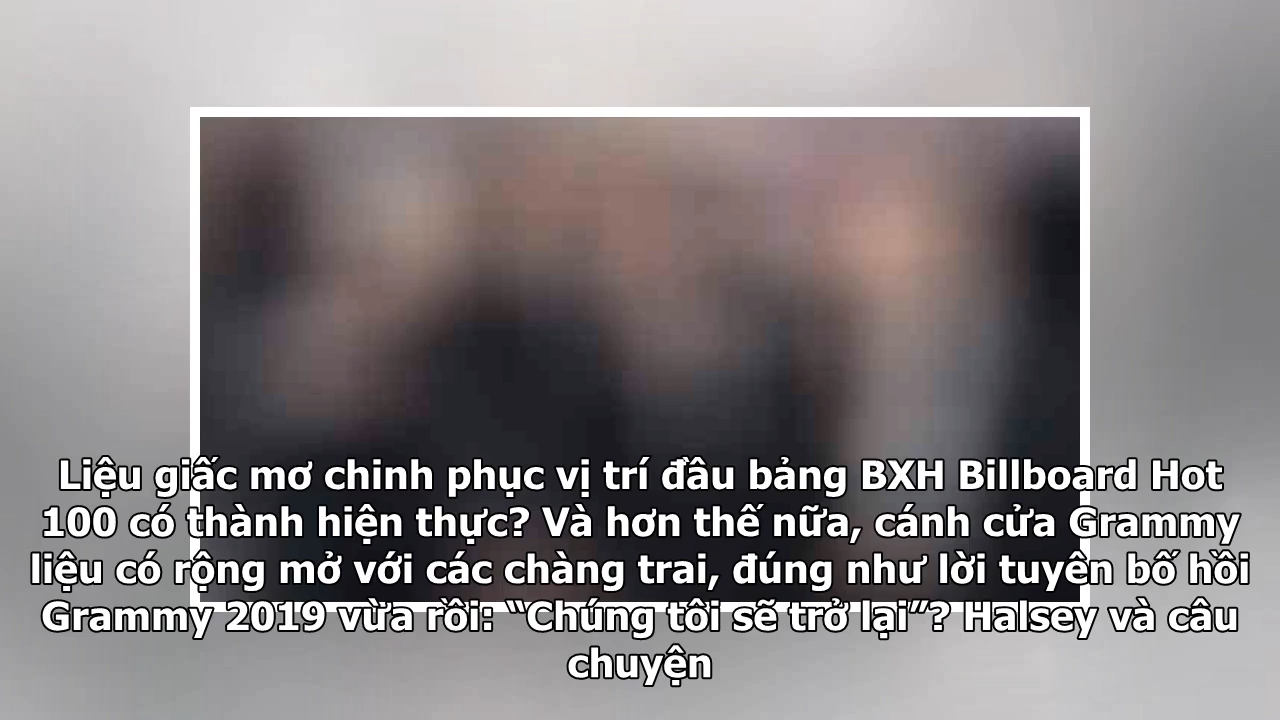 Liệu giấc mơ chinh phục vị trí đầu bảng BXH Billboard Hot
100 có thành hiện thực? Và hơn thế nữa, cánh cửa Grammy
liệu có rộng mở với các chàng trai, đúng như lời tuyên bố hồi
Grammy 2019 vừa rồi: “Chúng tôi sẽ trở lại”? Halsey và câu
chuyện